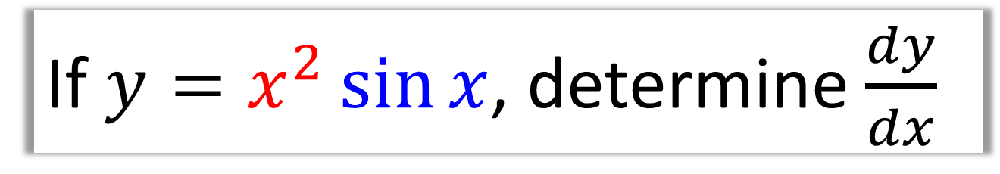 If y = x² sin x, determine dy/dx